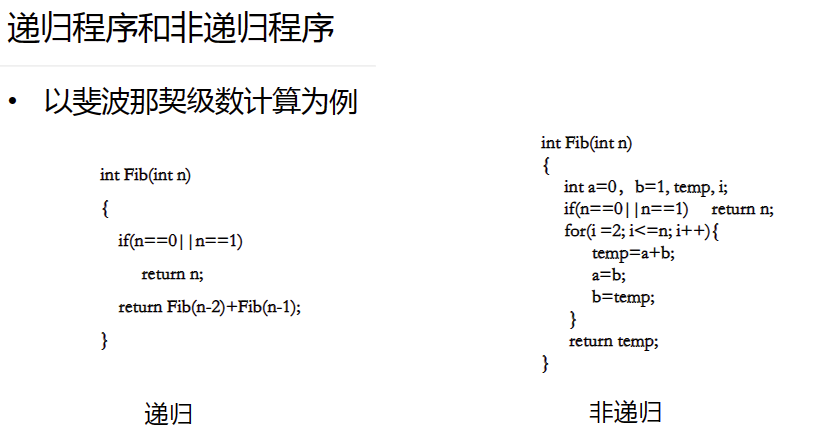 递归程序和非递归程序
• 以斐波那契级数计算为例
int Fib(int n)
{
if(n==0||n==1)
return n;
return Fib(n-2)+Fib(n-1);
}
递归
int Fib(int n)
{
int a=0，b=1, temp, i;
if(n==0||n==1) return n;
for(i =2; i<=n; i++){
temp=a+b;
a=b;
b=temp;
}
return temp;
}
非递归